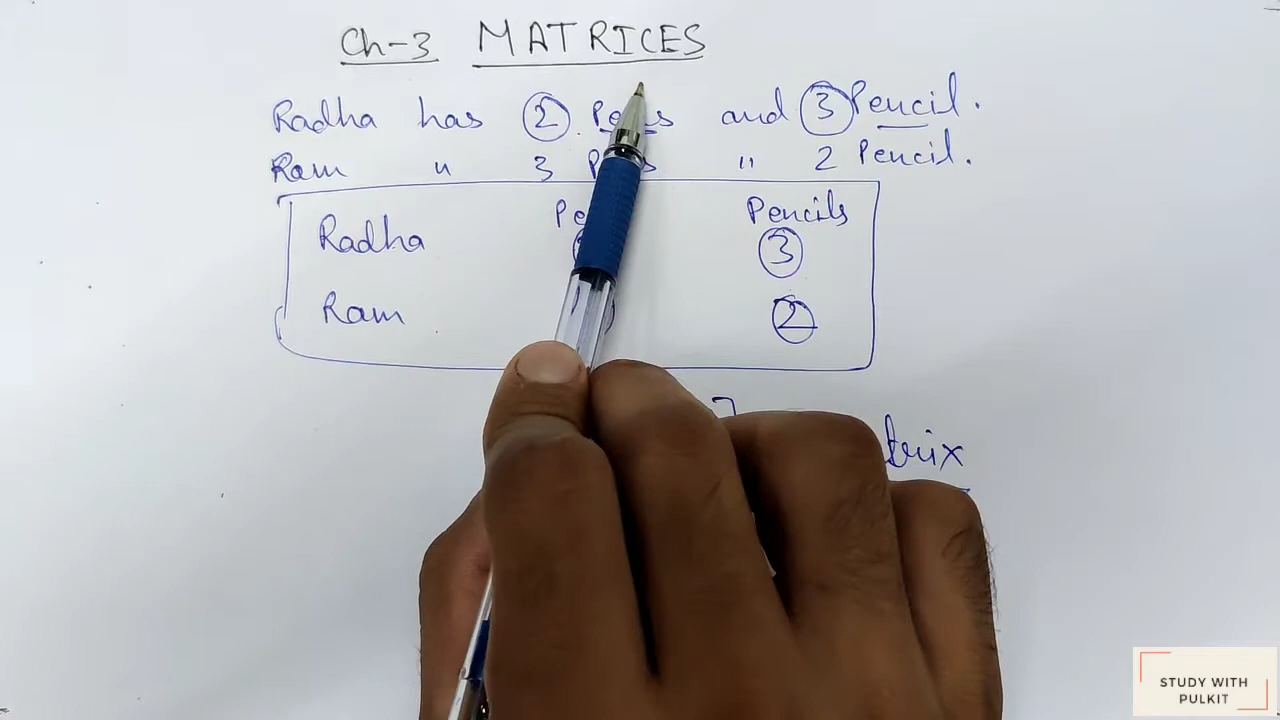 Ch-3 MATRICES
Radha has 2 Pens and 3 Pencil.
Ram " 3 " 2 Pencil.
Pencils
Radha 3
Ram 2
STUDY WITH
PULKIT